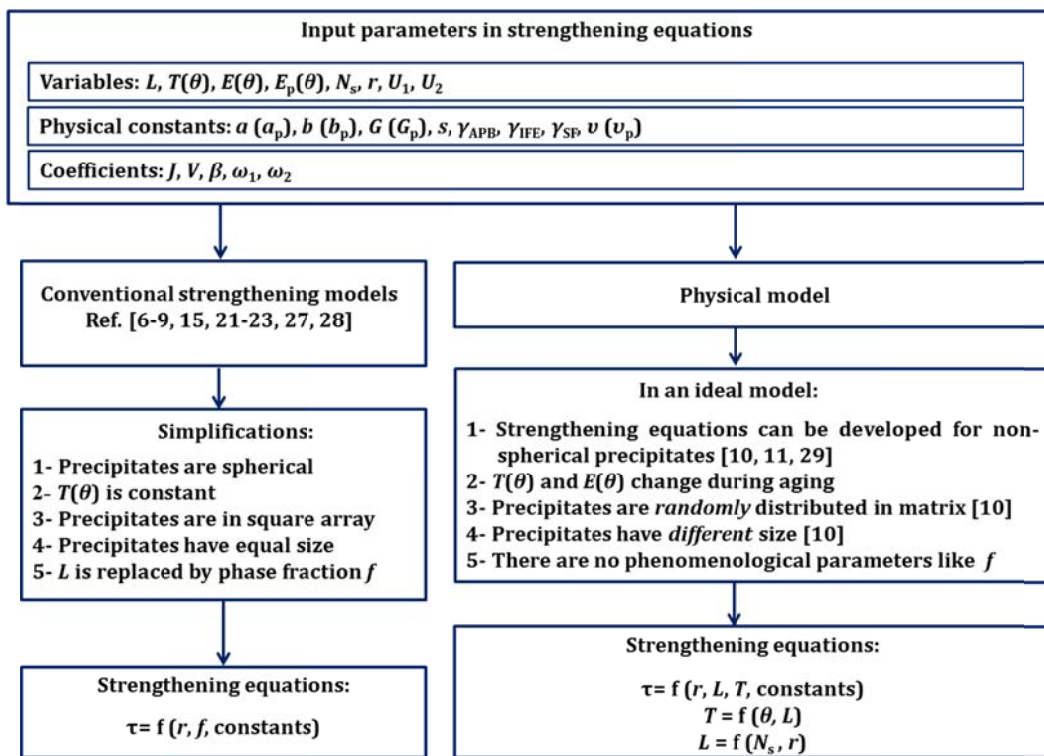 Input parameters in strengthening equations
Variables: L, T(θ), E(θ), Eₚ(θ), Nₛ, r, U₁, U₂
Physical constants: a (aₚ), b (bₚ), G (Gₚ), s, γAPB, γIFE, γSF, υ (υₚ)
Coefficients: J, V, β, ω₁, ω₂
Conventional strengthening models
Ref. [6-9, 15, 21-23, 27, 28]
Simplifications:
1- Precipitates are spherical
2- T(θ) is constant
3- Precipitates are in square array
4- Precipitates have equal size
5- L is replaced by phase fraction f
Strengthening equations:
τ= f (r, f, constants)
Physical model
In an ideal model:
1- Strengthening equations can be developed for non-
spherical precipitates [10, 11, 29]
2- T(θ) and E(θ) change during aging
3- Precipitates are randomly distributed in matrix [10]
4- Precipitates have different size [10]
5- There are no phenomenological parameters like f
Strengthening equations:
τ= f (r, L, T, constants)
T = f (θ, L)
L = f (Nₛ, r)